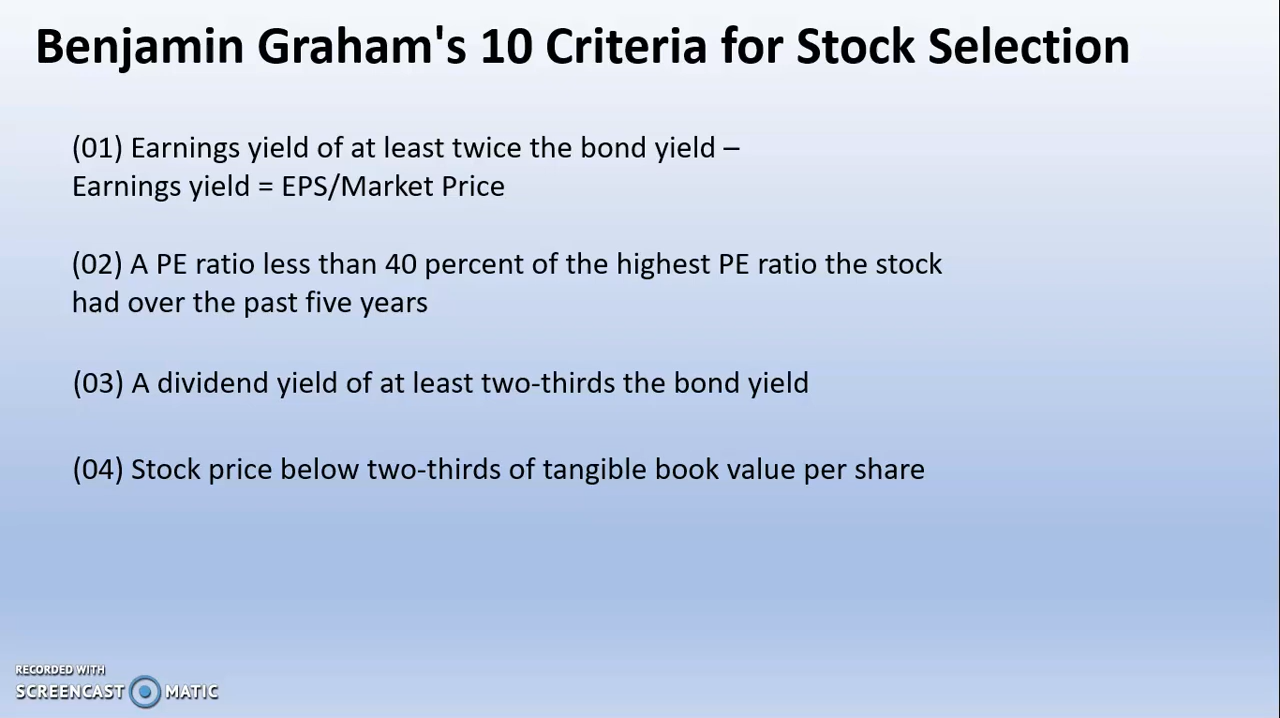 Benjamin Graham's 10 Criteria for Stock Selection
(01) Earnings yield of at least twice the bond yield –
Earnings yield = EPS/Market Price
(02) A PE ratio less than 40 percent of the highest PE ratio the stock
had over the past five years
(03) A dividend yield of at least two-thirds the bond yield
(04) Stock price below two-thirds of tangible book value per share
RECORDED WITH
SCREENCAST MATIC